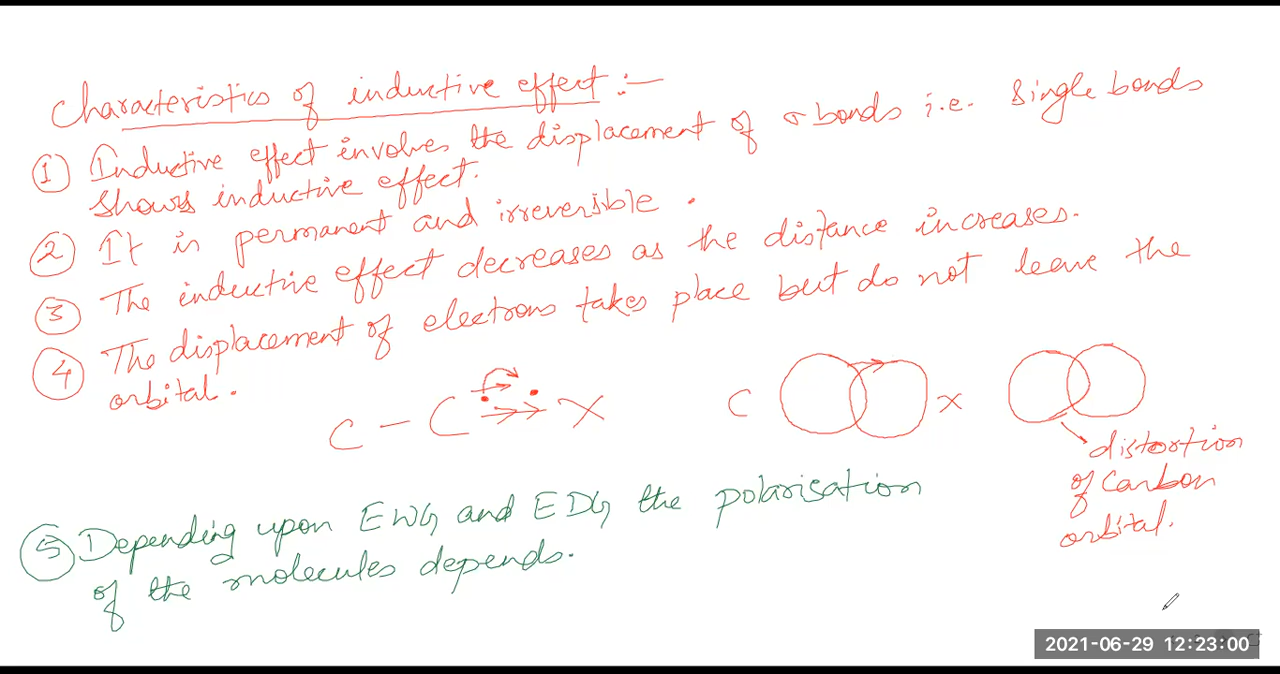 Characteristics of inductive effect :-
① Inductive effect involves the displacement of σ bonds i.e. single bonds
shows inductive effect.
② It is permanent and irreversible.
③ The inductive effect decreases as the distance increases.
④ The displacement of electrons takes place but do not leave the
orbital.
C - C → X
C X
distortion
of Carbon
orbital.
⑤ Depending upon EWG and EDG the polarisation
of the molecules depends.
2021-06-29 12:23:00